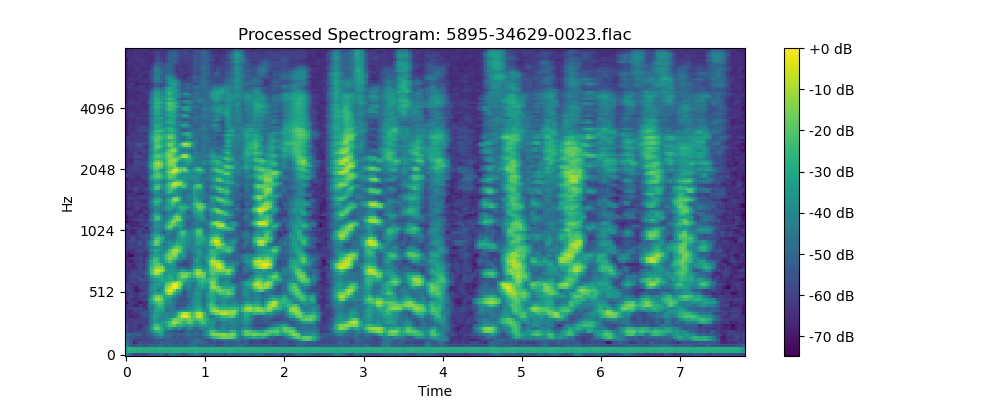 Processed Spectrogram: 5895-34629-0023.flac
Hz
4096
2048
1024
512
0
0 1 2 3 4 5 6 7
Time
+0 dB
-10 dB
-20 dB
-30 dB
-40 dB
-50 dB
-60 dB
-70 dB